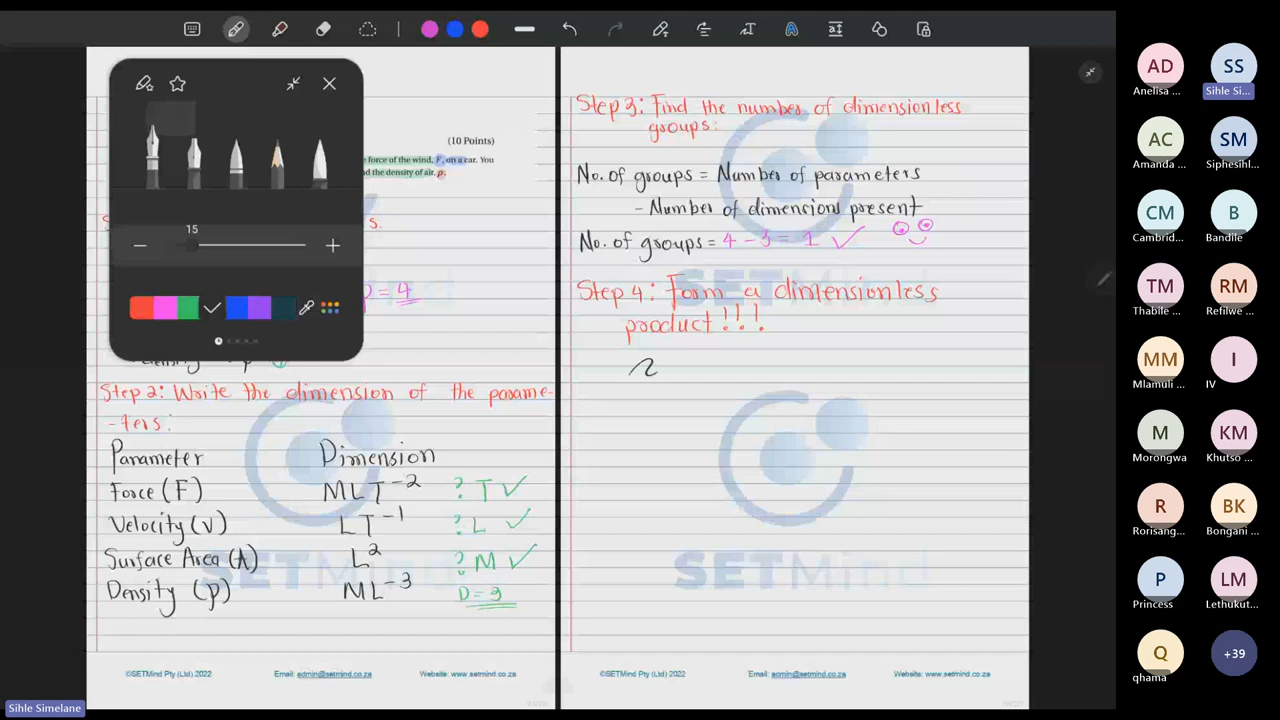 (10 Points)
e force of the wind, F, on a car. You
nd the density of air, ρ.
s.
15
p = 4
density
Step 2: Write the dimension of the parame-
-ters:
Parameter Dimension
Force (F) MLT⁻² ? T ✓
Velocity (v) LT⁻¹ ? L ✓
Surface Area (A) L² ? M ✓
Density (ρ) ML⁻³ D = 3
©SETMind Pty (Ltd) 2022 Email: admin@setmind.co.za Website: www.setmind.co.za
Step 3: Find the number of dimensionless
groups:
No. of groups = Number of parameters
- Number of dimensions present
No. of groups = 4 - 3 = 1 ✓
Step 4: Form a dimensionless
product!!!
SETMind
SETMind
©SETMind Pty (Ltd) 2022 Email: admin@setmind.co.za Website: www.setmind.co.za
AD SS
Anelisa ... Sihle Si...
AC SM
Amanda ... Siphesihl...
CM B
Cambrid... Bandile
TM RM
Thabile ... Refilwe ...
MM I
Mlamuli ... IV
M KM
Morongwa Khutso ...
R BK
Rorisang... Bongani ...
P LM
Princess Lethukut...
Q +39
qhama
Sihle Simelane